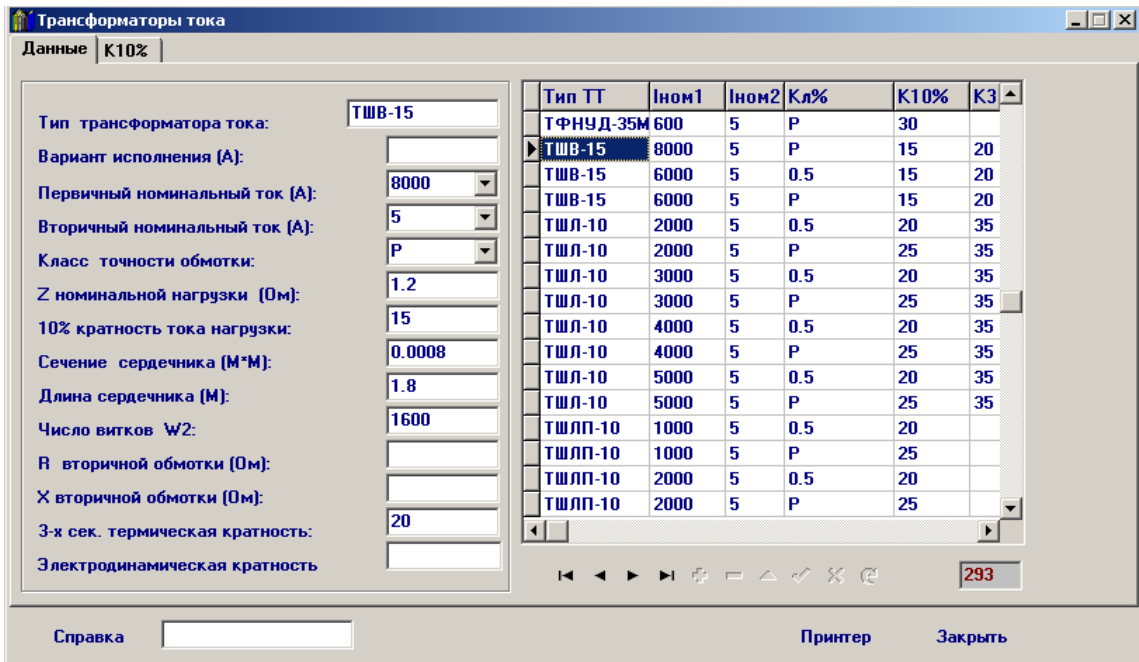 Трансформаторы тока
Данные К10%
Тип трансформатора тока: ТШВ-15
Вариант исполнения (А):
Первичный номинальный ток (А): 8000
Вторичный номинальный ток (А): 5
Класс точности обмотки: Р
Z номинальной нагрузки (Ом): 1.2
10% кратность тока нагрузки: 15
Сечение сердечника (М*М): 0.0008
Длина сердечника (М): 1.8
Число витков W2: 1600
R вторичной обмотки (Ом):
X вторичной обмотки (Ом):
3-х сек. термическая кратность: 20
Электродинамическая кратность
Тип ТТ Iном1 Iном2 Кл% К10% К3
ТФНУД-35М 600 5 Р 30
ТШВ-15 8000 5 Р 15 20
ТШВ-15 6000 5 0.5 15 20
ТШВ-15 6000 5 Р 15 20
ТШЛ-10 2000 5 0.5 20 35
ТШЛ-10 2000 5 Р 25 35
ТШЛ-10 3000 5 0.5 20 35
ТШЛ-10 3000 5 Р 25 35
ТШЛ-10 4000 5 0.5 20 35
ТШЛ-10 4000 5 Р 25 35
ТШЛ-10 5000 5 0.5 20 35
ТШЛ-10 5000 5 Р 25 35
ТШЛП-10 1000 5 0.5 20
ТШЛП-10 1000 5 Р 25
ТШЛП-10 2000 5 0.5 20
ТШЛП-10 2000 5 Р 25
293
Справка Принтер Закрыть